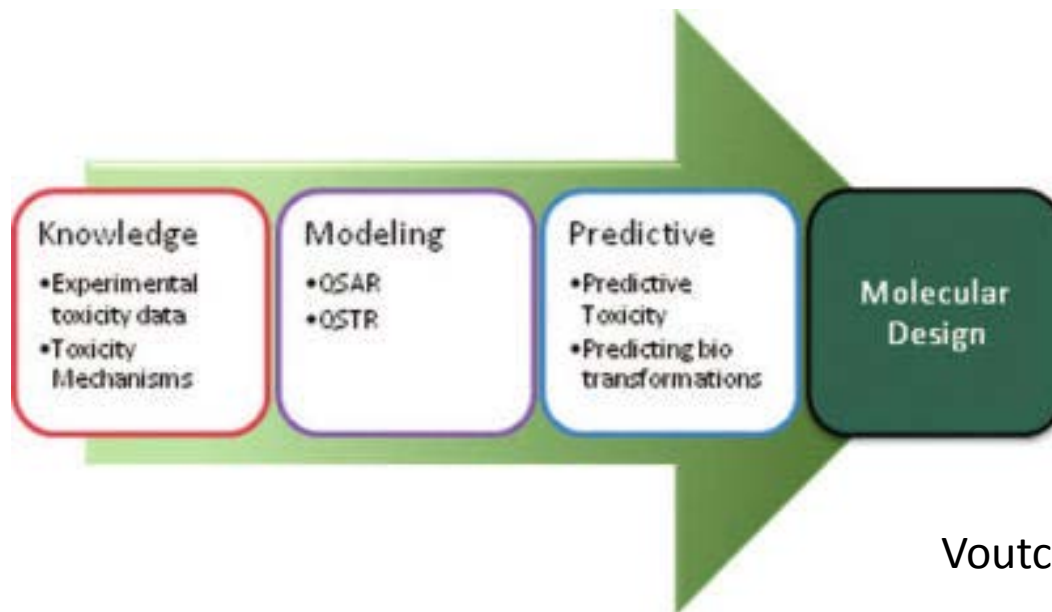 Knowledge
•Experimental
toxicity data
•Toxicity
Mechanisms
Modeling
•QSAR
•QSTR
Predictive
•Predictive
Toxicity
•Predicting bio
transformations
Molecular
Design
Voutc